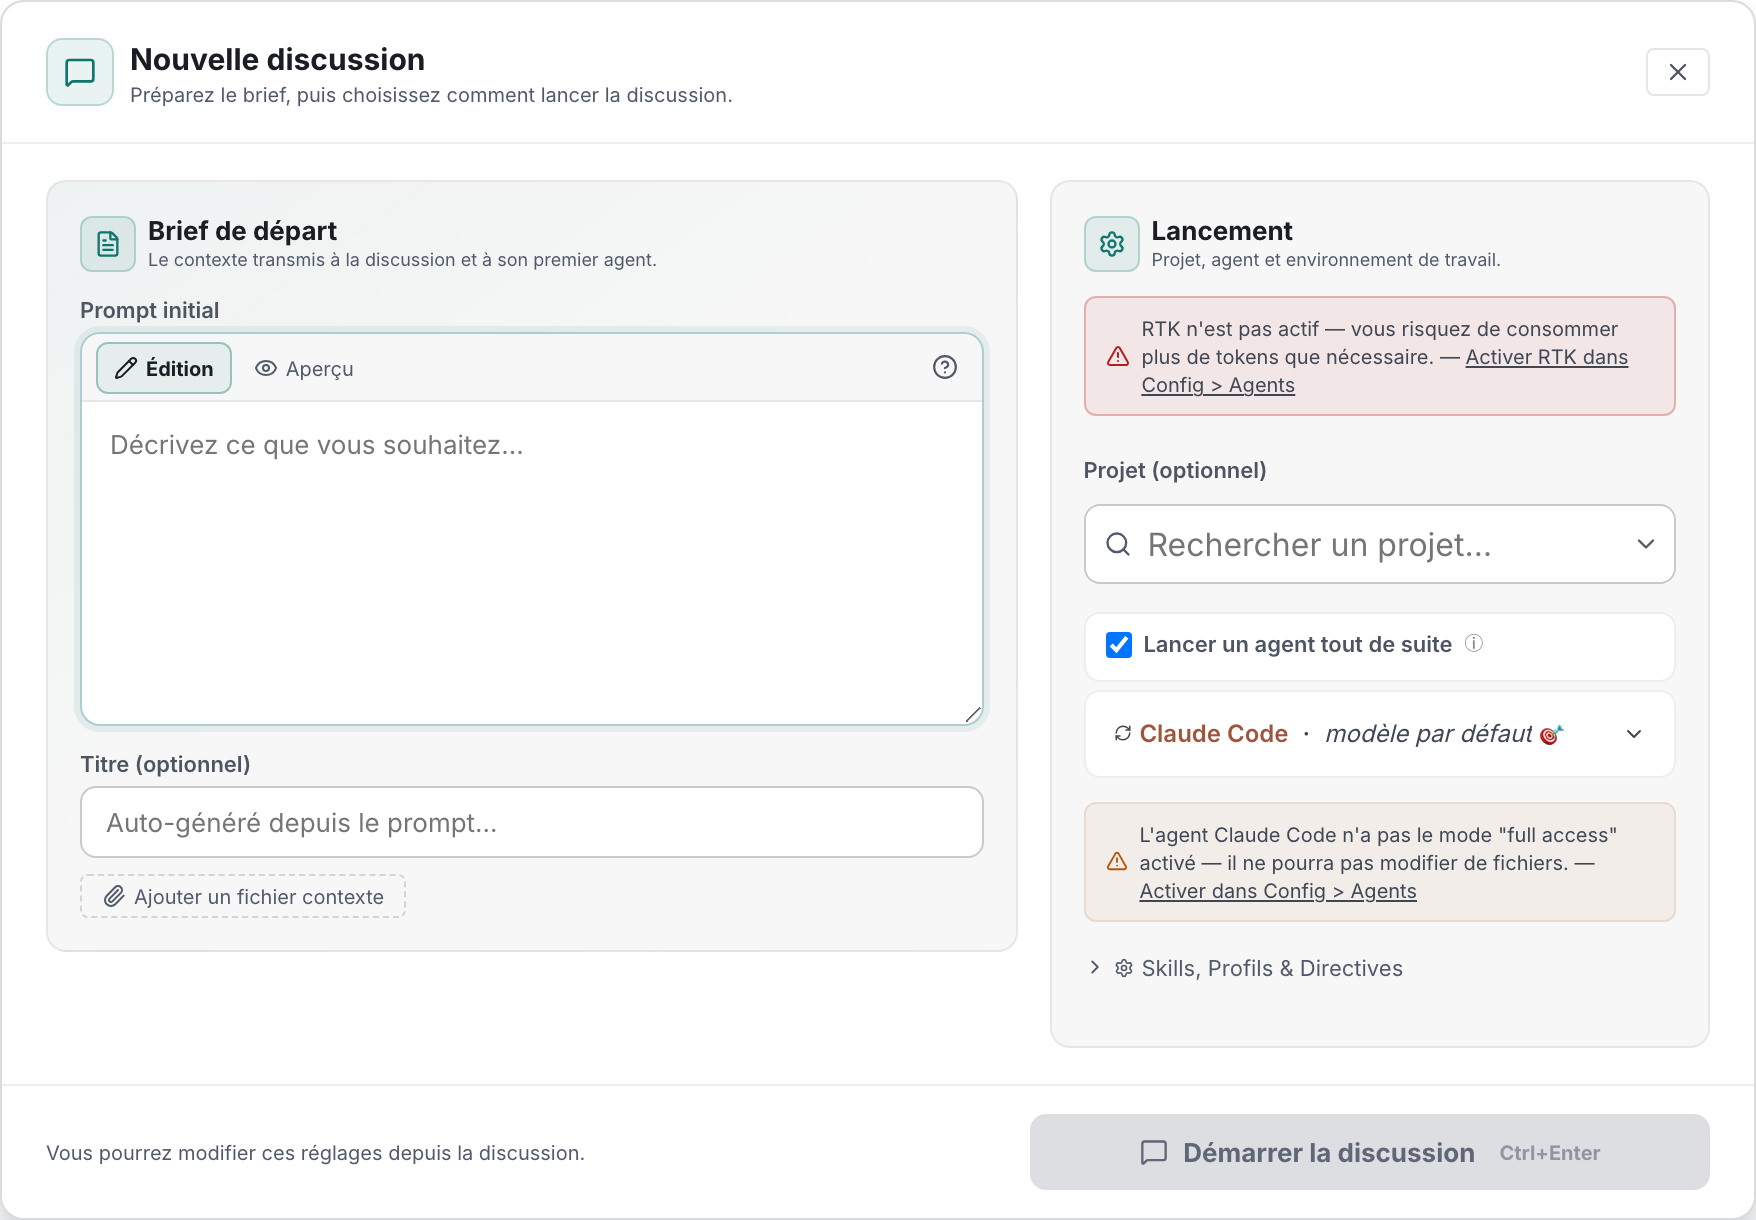 Nouvelle discussion
Préparez le brief, puis choisissez comment lancer la discussion.
Brief de départ
Le contexte transmis à la discussion et à son premier agent.
Prompt initial
Édition
Aperçu
Décrivez ce que vous souhaitez...
Titre (optionnel)
Auto-généré depuis le prompt...
Ajouter un fichier contexte
Lancement
Projet, agent et environnement de travail.
RTK n'est pas actif — vous risquez de consommer
plus de tokens que nécessaire. — Activer RTK dans
Config > Agents
Projet (optionnel)
Rechercher un projet...
Lancer un agent tout de suite ⓘ
Claude Code · modèle par défaut 🎯
L'agent Claude Code n'a pas le mode "full access"
activé — il ne pourra pas modifier de fichiers. —
Activer dans Config > Agents
Skills, Profils & Directives
Vous pourrez modifier ces réglages depuis la discussion.
Démarrer la discussion Ctrl+Enter